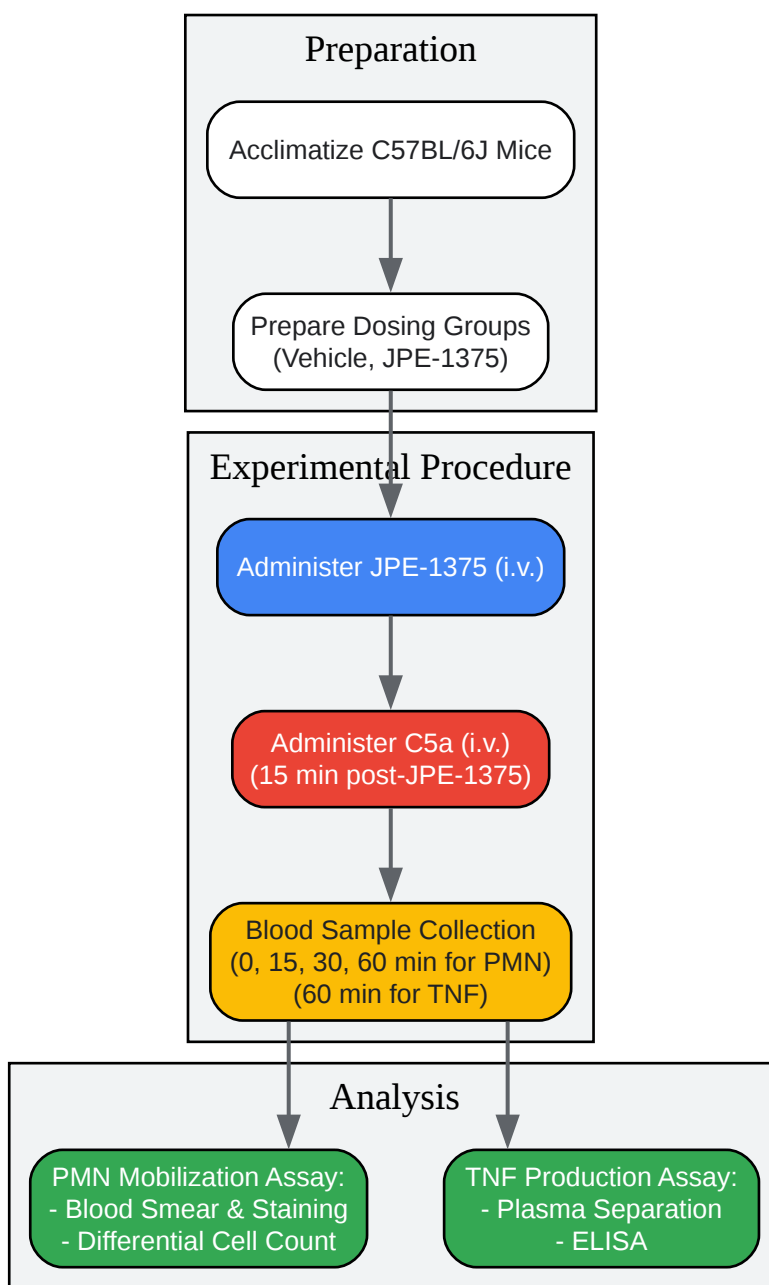 Preparation
Acclimatize C57BL/6J Mice
Prepare Dosing Groups
(Vehicle, JPE-1375)
Experimental Procedure
Administer JPE-1375 (i.v.)
Administer C5a (i.v.)
(15 min post-JPE-1375)
Blood Sample Collection
(0, 15, 30, 60 min for PMN)
(60 min for TNF)
Analysis
PMN Mobilization Assay:
- Blood Smear & Staining
- Differential Cell Count
TNF Production Assay:
- Plasma Separation
- ELISA